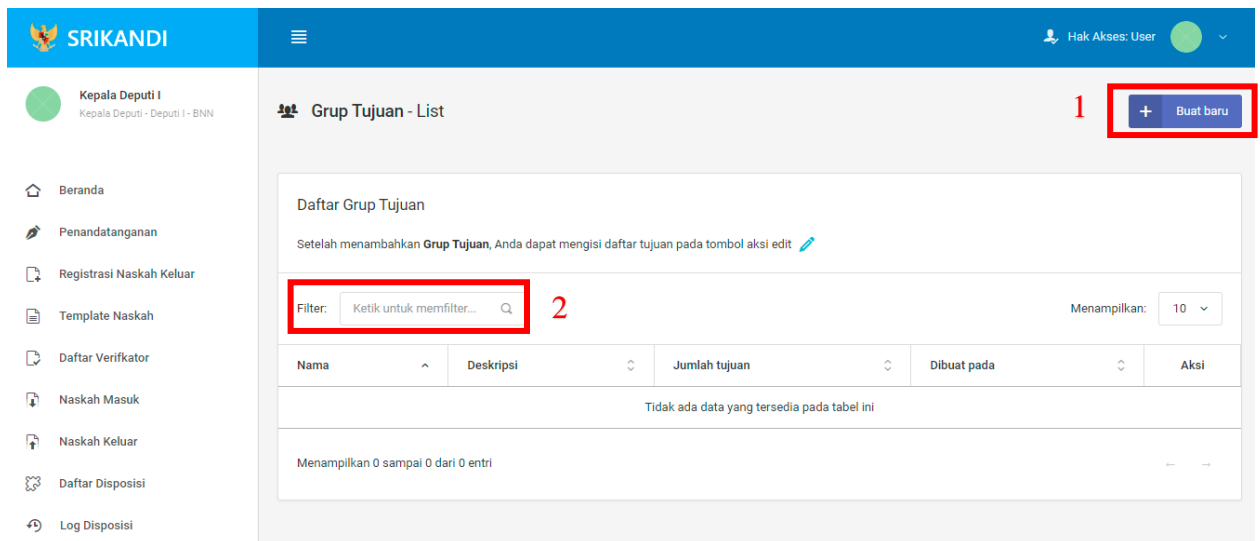 SRIKANDI
Hak Akses: User
Kepala Deputi I
Kepala Deputi - Deputi I - BNN
Grup Tujuan - List
1
+ Buat baru
Beranda
Penandatanganan
Registrasi Naskah Keluar
Template Naskah
Daftar Verifkator
Naskah Masuk
Naskah Keluar
Daftar Disposisi
Log Disposisi
Daftar Grup Tujuan
Setelah menambahkan Grup Tujuan, Anda dapat mengisi daftar tujuan pada tombol aksi edit
Filter: Ketik untuk memfilter... 2 Menampilkan: 10
Nama Deskripsi Jumlah tujuan Dibuat pada Aksi
Tidak ada data yang tersedia pada tabel ini
Menampilkan 0 sampai 0 dari 0 entri ← →